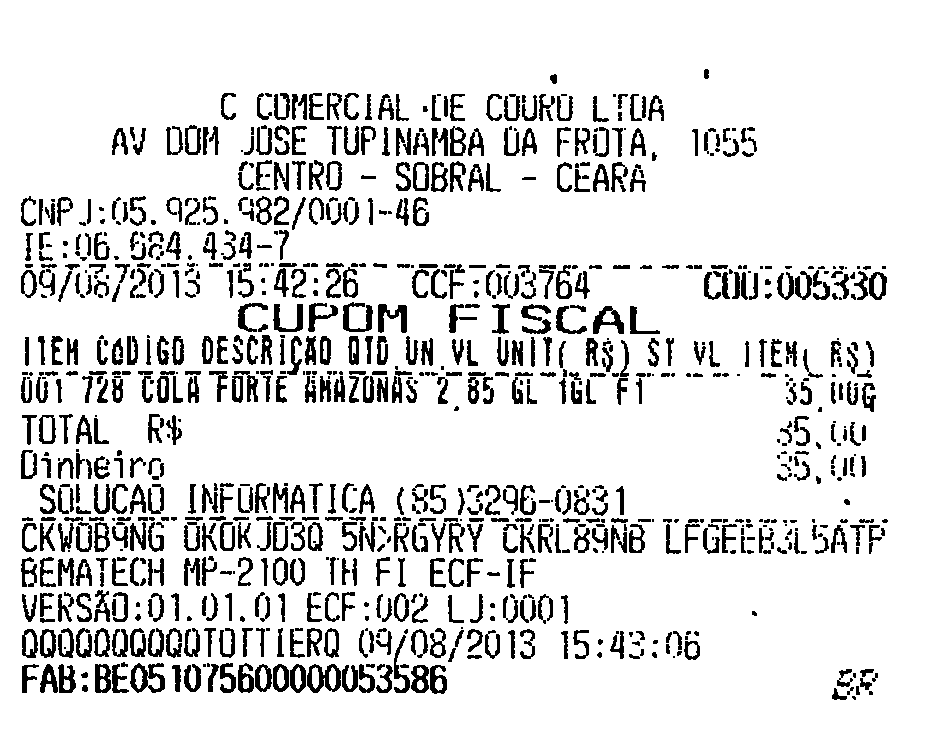 C COMERCIAL DE COURO LTDA
AV DOM JOSE TUPINAMBA DA FROTA, 1055
CENTRO - SOBRAL - CEARA
CNPJ:05.925.982/0001-46
IE:06.684.434-7
09/08/2013 15:42:26 CCF:003764 COO:005330
CUPOM FISCAL
ITEM CÓDIGO DESCRIÇÃO QTD UN VL UNIT( R$) ST VL ITEM( R$)
001 728 COLA FORTE AMAZONAS 2,85 GL 1GL F1 35,00G
TOTAL R$ 35,00
Dinheiro 35,00
SOLUCAO INFORMATICA (85)3296-0831
CKWOB9NG CKRL89NB
BEMATECH MP-2100 TH FI ECF-IF
VERSÃO:01.01.01 ECF:002 LJ:0001
09/08/2013 15:43:06
FAB:BE051075600000053586
BR